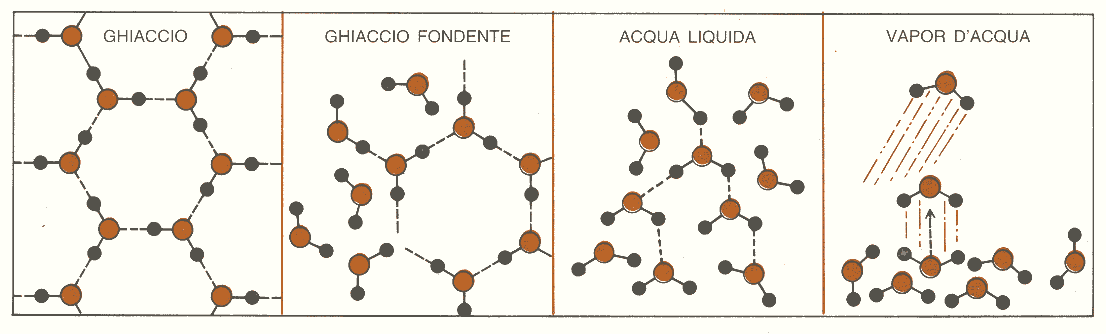 GHIACCIO
GHIACCIO FONDENTE
ACQUA LIQUIDA
VAPOR D'ACQUA